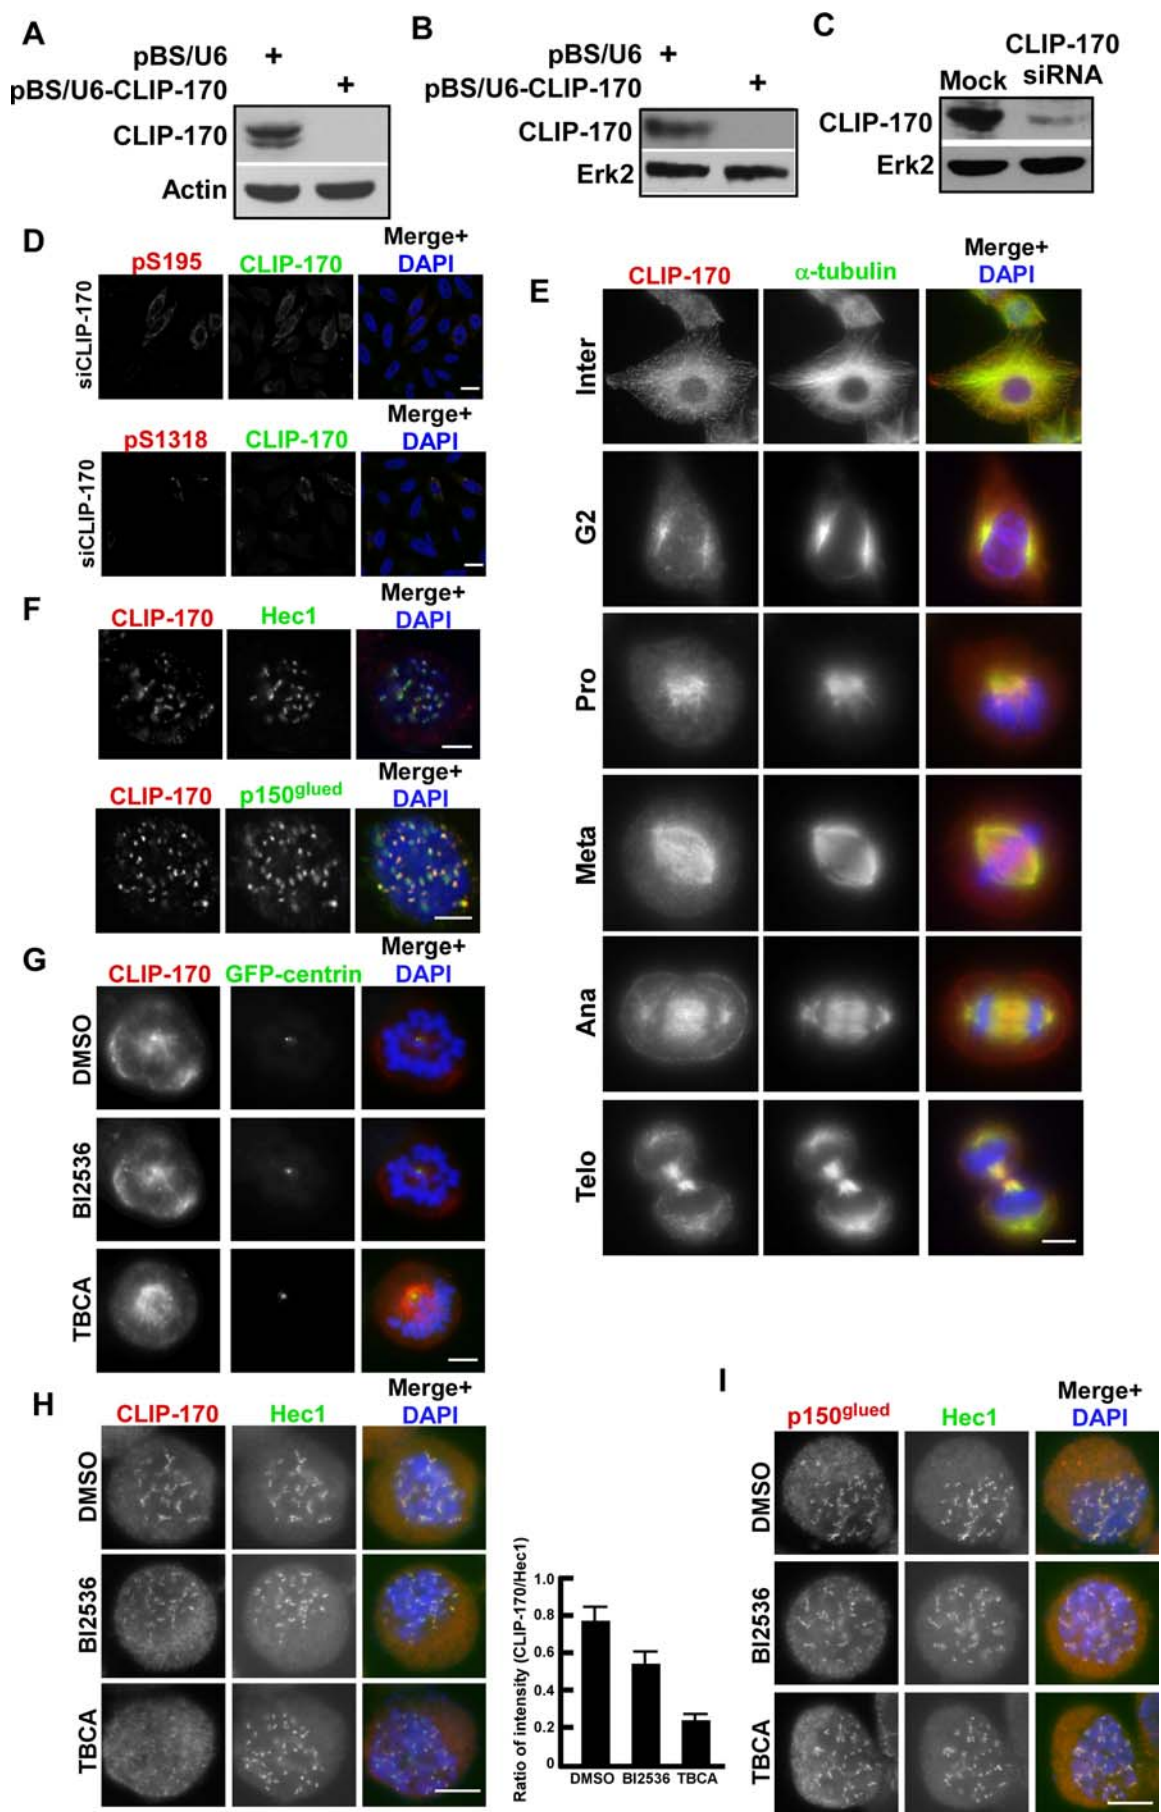 A
pBS/U6 +
pBS/U6-CLIP-170 +
CLIP-170
Actin
B
pBS/U6 +
pBS/U6-CLIP-170 +
CLIP-170
Erk2
C
CLIP-170
Mock siRNA
CLIP-170
Erk2
D
Merge+
pS195 CLIP-170 DAPI
siCLIP-170
Merge+
pS1318 CLIP-170 DAPI
siCLIP-170
E
Merge+
CLIP-170 α-tubulin DAPI
Inter
G2
Pro
Meta
Ana
Telo
F
Merge+
CLIP-170 Hec1 DAPI
Merge+
CLIP-170 p150glued DAPI
G
Merge+
CLIP-170 GFP-centrin DAPI
DMSO
BI2536
TBCA
H
Merge+
CLIP-170 Hec1 DAPI
DMSO
BI2536
TBCA
Ratio of intensity (CLIP-170/Hec1)
1.0
0.8
0.6
0.4
0.2
0
DMSO BI2536 TBCA
I
Merge+
p150glued Hec1 DAPI
DMSO
BI2536
TBCA